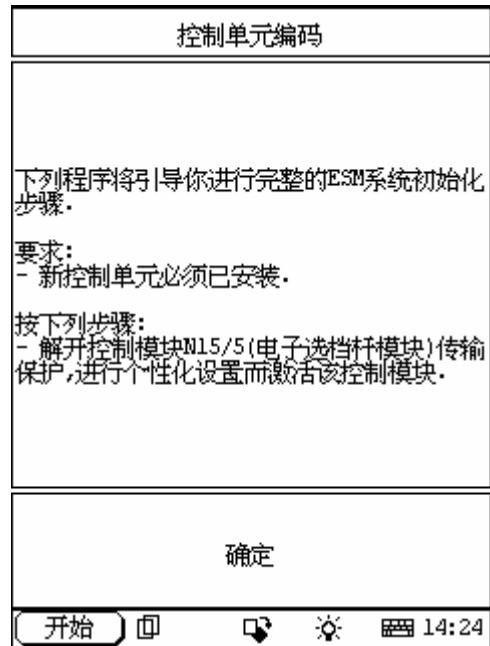 控制单元编码
下列程序将引导你进行完整的ESM系统初始化
步骤.
要求:
- 新控制单元必须已安装.
按下列步骤:
- 解开控制模块N15/5(电子选档杆模块)传输
保护,进行个性化设置而激活该控制模块.
确定
开始 14:24